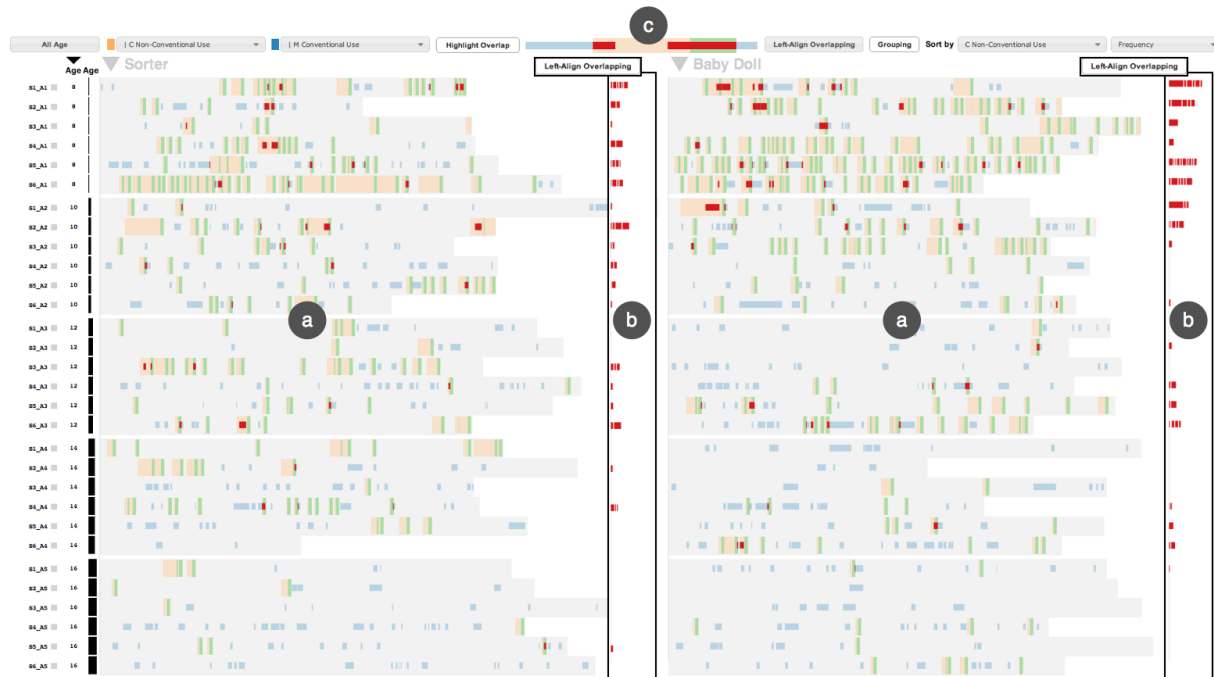 c
All Age
| C Non-Conventional Use
| M Conventional Use
Highlight Overlap
Left-Align Overlapping
Grouping
Sort by
C Non-Conventional Use
Frequency
Age Age
Sorter
Left-Align Overlapping
Baby Doll
Left-Align Overlapping
S1_A1 8
S2_A1 8
S3_A1 8
S4_A1 8
S5_A1 8
S6_A1 8
S1_A2 10
S2_A2 10
S3_A2 10
S4_A2 10
S5_A2 10
S6_A2 10
a
b
a
b
S1_A3 12
S2_A3 12
S3_A3 12
S4_A3 12
S5_A3 12
S6_A3 12
S1_A4 14
S2_A4 14
S3_A4 14
S4_A4 14
S5_A4 14
S6_A4 14
S1_A5 16
S2_A5 16
S3_A5 16
S4_A5 16
S5_A5 16
S6_A5 16